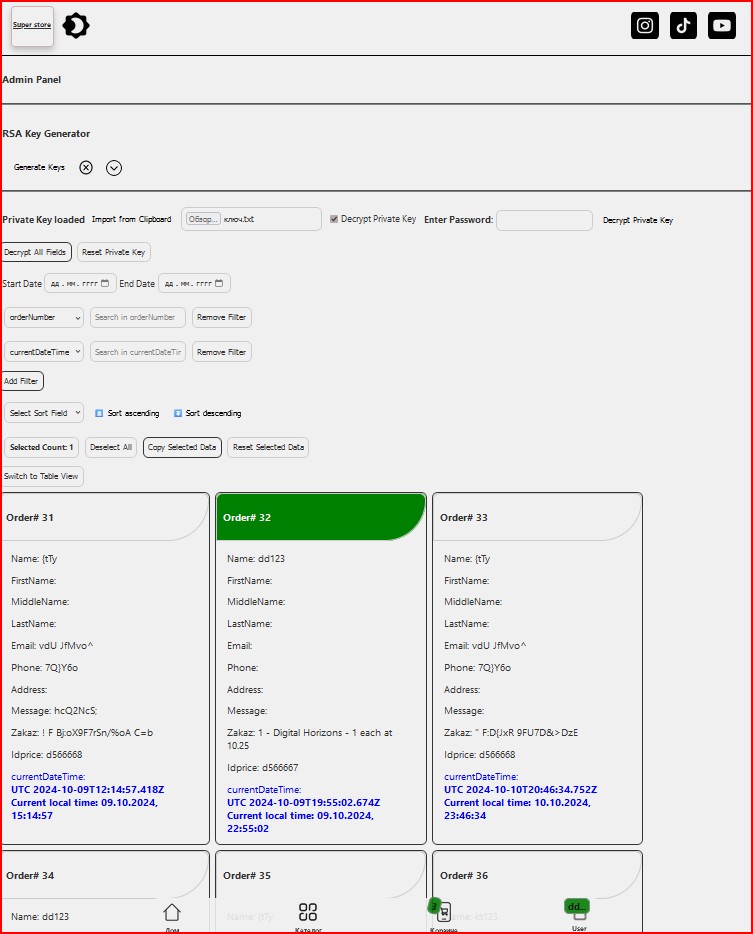 Super store
Admin Panel
RSA Key Generator
Generate Keys
Private Key loaded Import from Clipboard Обзор... ключ.txt Decrypt Private Key Enter Password: Decrypt Private Key
Decrypt All Fields Reset Private Key
Start Date дд.мм.гггг End Date дд.мм.гггг
orderNumber Search in orderNumber Remove Filter
currentDateTime Search in currentDateTir Remove Filter
Add Filter
Select Sort Field Sort ascending Sort descending
Selected Count: 1 Deselect All Copy Selected Data Reset Selected Data
Switch to Table View
Order# 31
Name: {tTy
FirstName:
MiddleName:
LastName:
Email: vdU JfMvo^
Phone: 7Q}Y6o
Address:
Message: hcQ2NcS;
Zakaz: ! F Bj:oX9F7rSn/%oA C=b
Idprice: d566668
currentDateTime:
UTC 2024-10-09T12:14:57.418Z
Current local time: 09.10.2024,
15:14:57
Order# 32
Name: dd123
FirstName:
MiddleName:
LastName:
Email:
Phone:
Address:
Message:
Zakaz: 1 - Digital Horizons - 1 each at
10.25
Idprice: d566667
currentDateTime:
UTC 2024-10-09T19:55:02.674Z
Current local time: 09.10.2024,
22:55:02
Order# 33
Name: {tTy
FirstName:
MiddleName:
LastName:
Email: vdU JfMvo^
Phone: 7Q}Y6o
Address:
Message:
Zakaz: " F:D{JxR 9FU7D&>DzE
Idprice: d566668
currentDateTime:
UTC 2024-10-10T20:46:34.752Z
Current local time: 10.10.2024,
23:46:34
Order# 34
Name: dd123
Order# 35
Name: {tTy
Order# 36
Дом
Каталог
Корзина
dd...
User